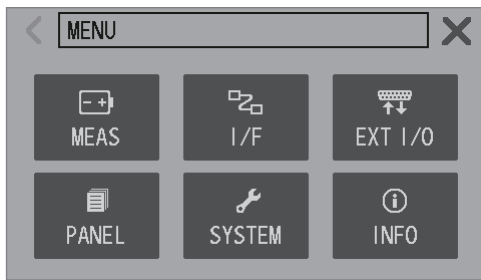 MENU
MEAS
I/F
EXT I/O
PANEL
SYSTEM
INFO